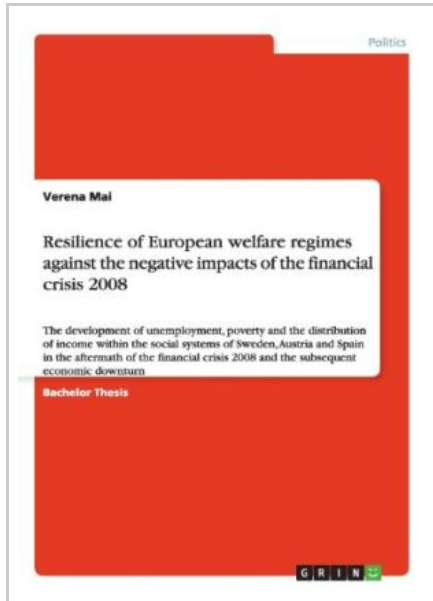 Politics
Verena Mai
Resilience of European welfare regimes
against the negative impacts of the financial
crisis 2008
The development of unemployment, poverty and the distribution
of income within the social systems of Sweden, Austria and Spain
in the aftermath of the financial crisis 2008 and the subsequent
economic downturn
Bachelor Thesis
GRIN